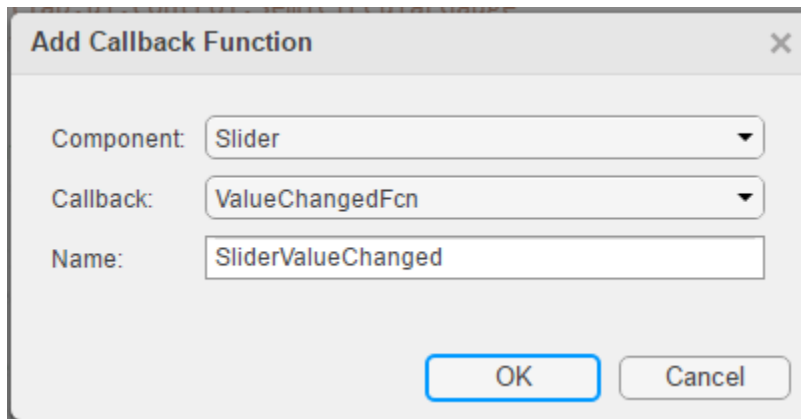 Add Callback Function
Component: Slider
Callback: ValueChangedFcn
Name: SliderValueChanged
OK Cancel